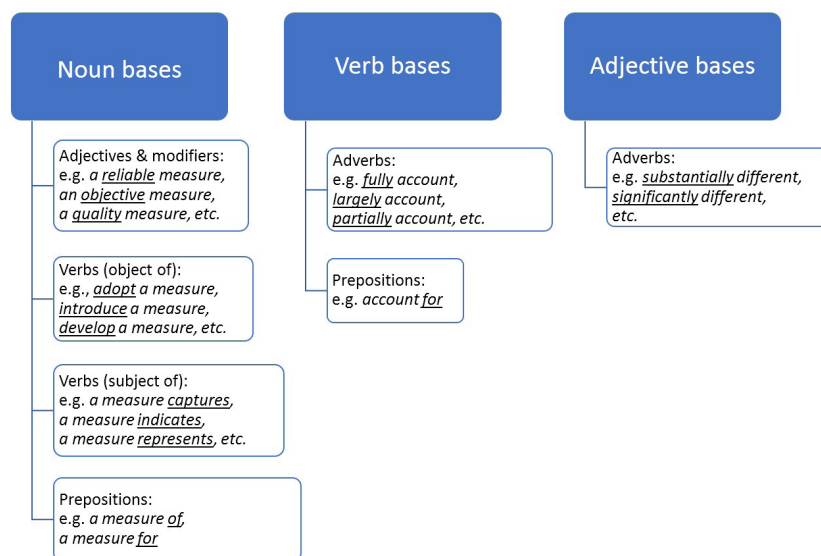 Noun bases
Adjectives & modifiers:
e.g. a reliable measure,
an objective measure,
a quality measure, etc.
Verbs (object of):
e.g., adopt a measure,
introduce a measure,
develop a measure, etc.
Verbs (subject of):
e.g. a measure captures,
a measure indicates,
a measure represents, etc.
Prepositions:
e.g. a measure of,
a measure for
Verb bases
Adverbs:
e.g. fully account,
largely account,
partially account, etc.
Prepositions:
e.g. account for
Adjective bases
Adverbs:
e.g. substantially different,
significantly different,
etc.